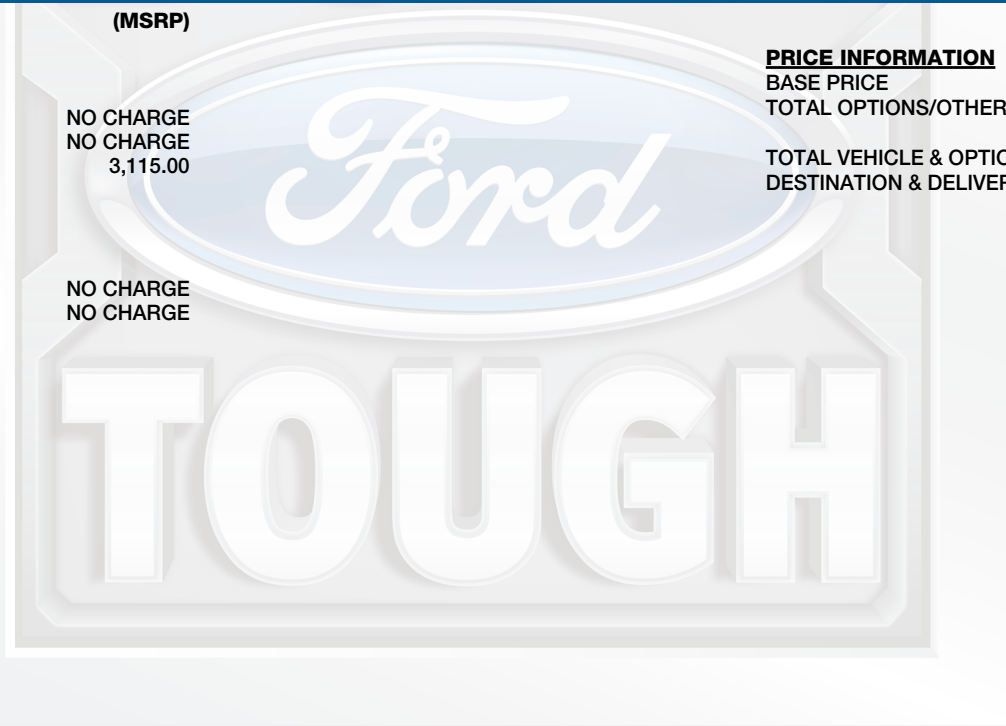 (MSRP)
NO CHARGE
NO CHARGE
3,115.00
NO CHARGE
NO CHARGE
PRICE INFORMATION
BASE PRICE
TOTAL OPTIONS/OTHER
TOTAL VEHICLE & OPTIO
DESTINATION & DELIVER
Ford
TOUGH